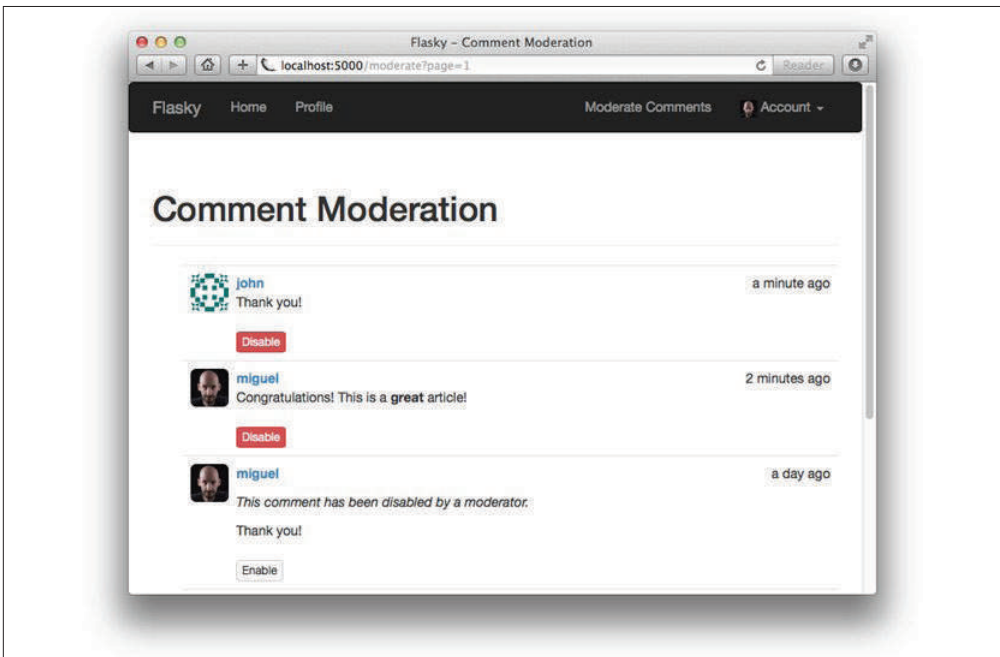 Flasky – Comment Moderation
localhost:5000/moderate?page=1
Reader
Flasky Home Profile Moderate Comments Account
Comment Moderation
john a minute ago
Thank you!
Disable
miguel 2 minutes ago
Congratulations! This is a great article!
Disable
miguel a day ago
This comment has been disabled by a moderator.
Thank you!
Enable